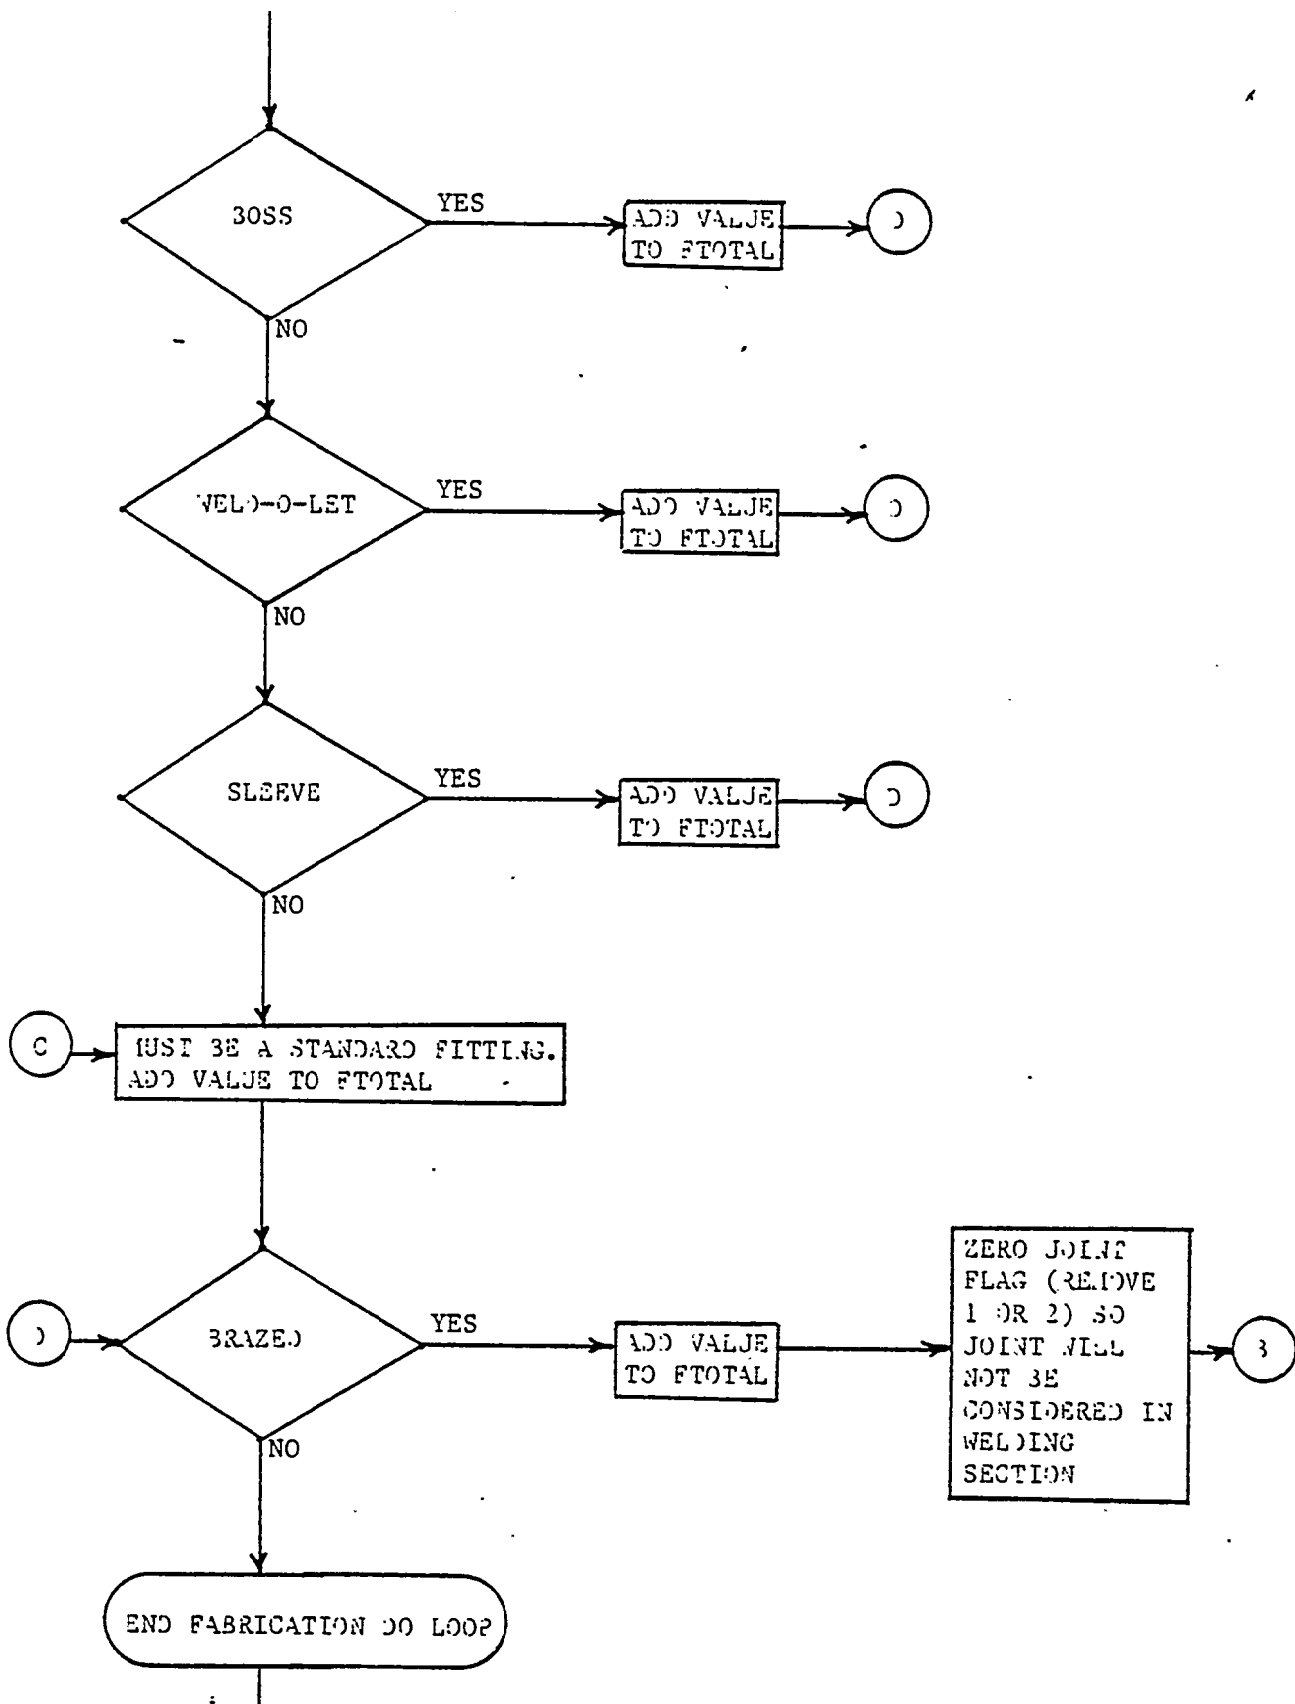 BOSS
YES
ADD VALUE
TO FTOTAL
D
NO
WELD-O-LET
YES
ADD VALUE
TO FTOTAL
D
NO
SLEEVE
YES
ADD VALUE
TO FTOTAL
D
NO
C
MUST BE A STANDARD FITTING.
ADD VALUE TO FTOTAL
D
BRAZED
YES
ADD VALUE
TO FTOTAL
ZERO JOINT
FLAG (REMOVE
1 OR 2) SO
JOINT WILL
NOT BE
CONSIDERED IN
WELDING
SECTION
B
NO
END FABRICATION DO LOOP